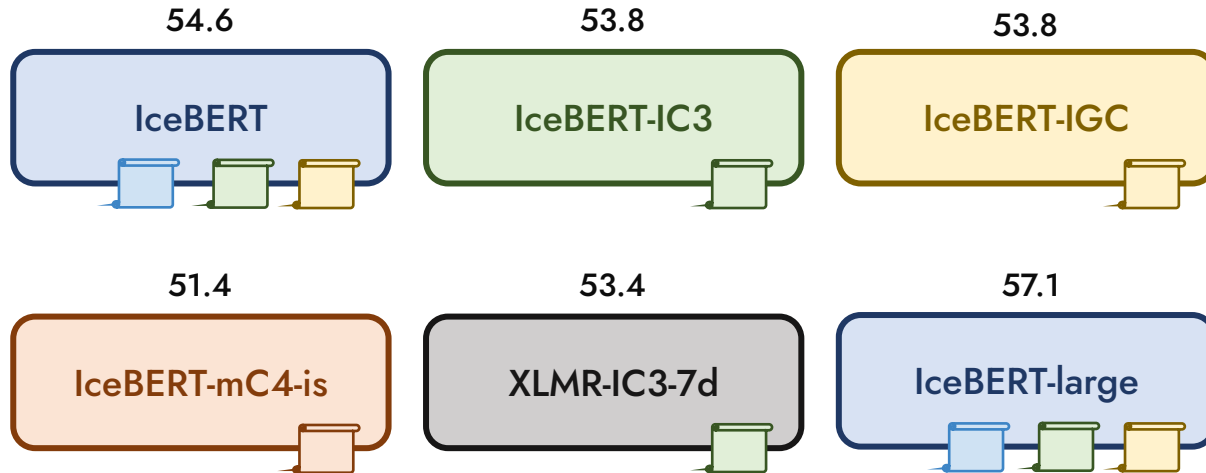 54.6
53.8
53.8
IceBERT
IceBERT-IC3
IceBERT-IGC
51.4
53.4
57.1
IceBERT-mC4-is
XLMR-IC3-7d
IceBERT-large